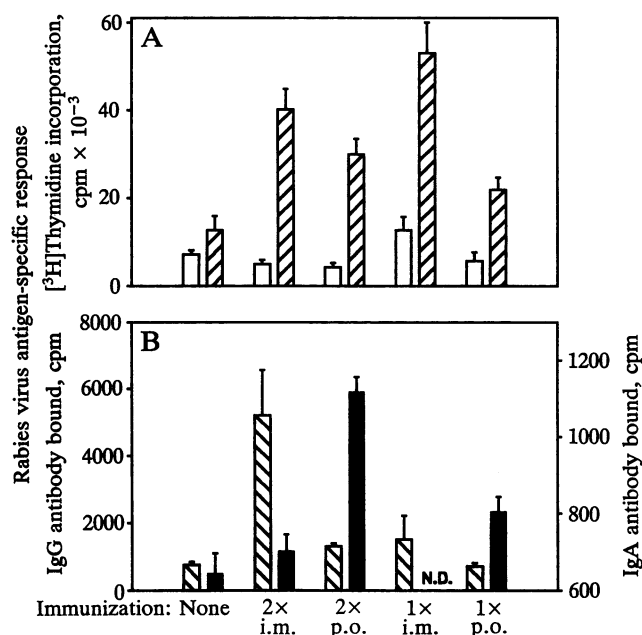 Rabies virus antigen-specific response
[³H]Thymidine incorporation,
cpm × 10⁻³
A
60
40
20
0
IgG antibody bound, cpm
B
8000
6000
4000
2000
0
IgA antibody bound, cpm
1200
1000
800
600
N.D.
Immunization: None 2× 2× 1× 1×
i.m. p.o. i.m. p.o.